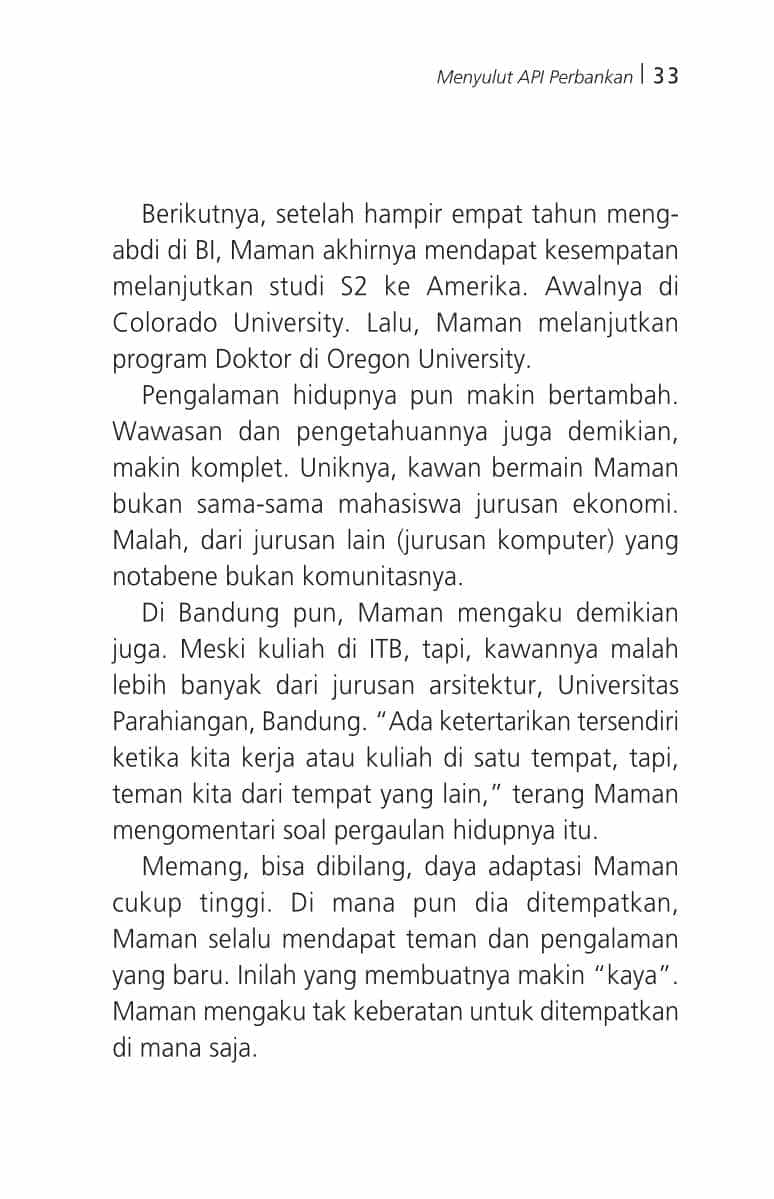 Menyulut API Perbankan | 33
Berikutnya, setelah hampir empat tahun meng-
abdi di BI, Maman akhirnya mendapat kesempatan
melanjutkan studi S2 ke Amerika. Awalnya di
Colorado University. Lalu, Maman melanjutkan
program Doktor di Oregon University.
Pengalaman hidupnya pun makin bertambah.
Wawasan dan pengetahuannya juga demikian,
makin komplet. Uniknya, kawan bermain Maman
bukan sama-sama mahasiswa jurusan ekonomi.
Malah, dari jurusan lain (jurusan komputer) yang
notabene bukan komunitasnya.
Di Bandung pun, Maman mengaku demikian
juga. Meski kuliah di ITB, tapi, kawannya malah
lebih banyak dari jurusan arsitektur, Universitas
Parahiangan, Bandung. “Ada ketertarikan tersendiri
ketika kita kerja atau kuliah di satu tempat, tapi,
teman kita dari tempat yang lain,” terang Maman
mengomentari soal pergaulan hidupnya itu.
Memang, bisa dibilang, daya adaptasi Maman
cukup tinggi. Di mana pun dia ditempatkan,
Maman selalu mendapat teman dan pengalaman
yang baru. Inilah yang membuatnya makin “kaya”.
Maman mengaku tak keberatan untuk ditempatkan
di mana saja.